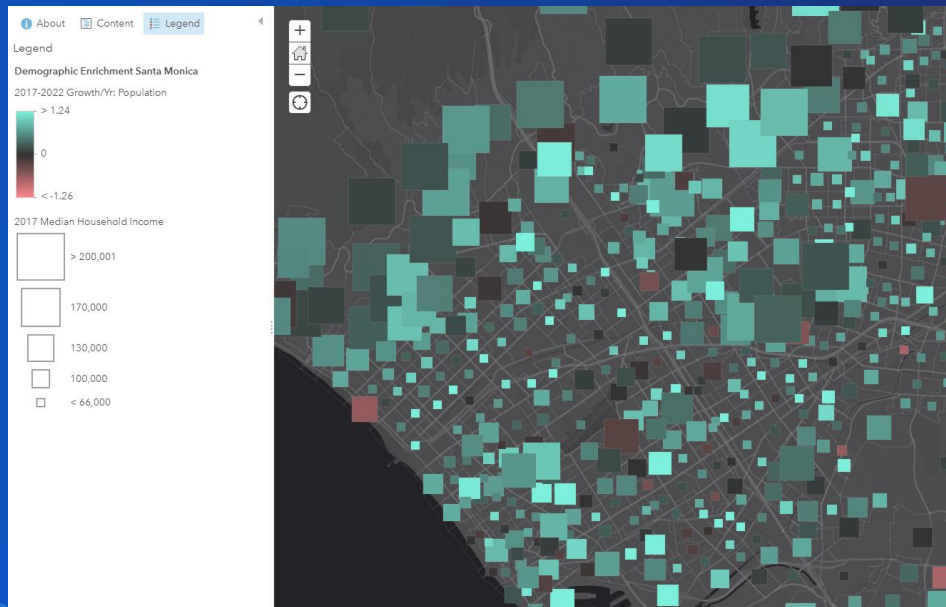 About Content Legend
Legend
Demographic Enrichment Santa Monica
2017-2022 Growth/Yr: Population
> 1.24
0
< -1.26
2017 Median Household Income
> 200,001
170,000
130,000
100,000
< 66,000